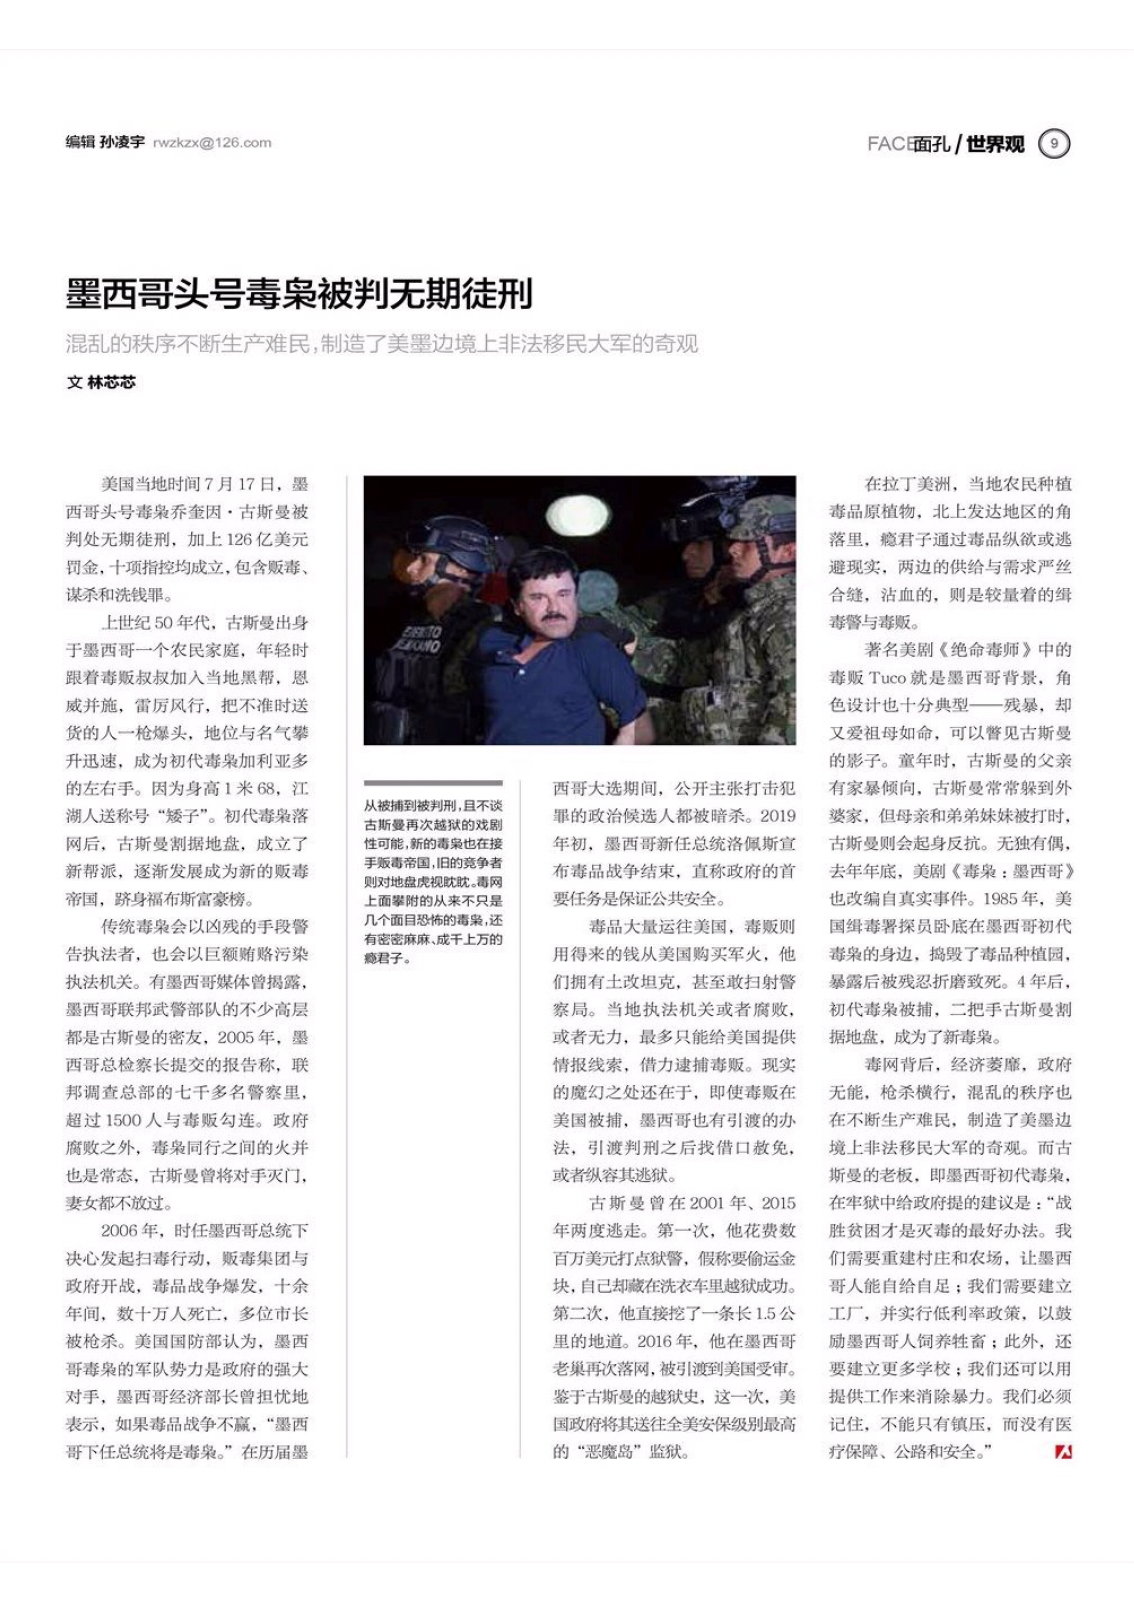 编辑 孙凌宇 rwzkzx@126.com
FACE面孔 / 世界观 9
墨西哥头号毒枭被判无期徒刑
混乱的秩序不断生产难民,制造了美墨边境上非法移民大军的奇观
文 林芯芯
美国当地时间 7 月 17 日，墨
西哥头号毒枭乔奎因·古斯曼被
判处无期徒刑，加上 126 亿美元
罚金，十项指控均成立，包含贩毒、
谋杀和洗钱罪。
上世纪 50 年代，古斯曼出身
于墨西哥一个农民家庭，年轻时
跟着毒贩叔叔加入当地黑帮，恩
威并施，雷厉风行，把不准时送
货的人一枪爆头，地位与名气攀
升迅速，成为初代毒枭加利亚多
的左右手。因为身高 1 米 68，江
湖人送称号“矮子”。初代毒枭落
网后，古斯曼割据地盘，成立了
新帮派，逐渐发展成为新的贩毒
帝国，跻身福布斯富豪榜。
传统毒枭会以凶残的手段警
告执法者，也会以巨额贿赂污染
执法机关。有墨西哥媒体曾揭露，
墨西哥联邦武警部队的不少高层
都是古斯曼的密友，2005 年，墨
西哥总检察长提交的报告称，联
邦调查总部的七千多名警察里，
超过 1500 人与毒贩勾连。政府
腐败之外，毒枭同行之间的火并
也是常态，古斯曼曾将对手灭门，
妻女都不放过。
2006 年，时任墨西哥总统下
决心发起扫毒行动，贩毒集团与
政府开战，毒品战争爆发，十余
年间，数十万人死亡，多位市长
被枪杀。美国国防部认为，墨西
哥毒枭的军队势力是政府的强大
对手，墨西哥经济部长曾担忧地
表示，如果毒品战争不赢，“墨西
哥下任总统将是毒枭。”在历届墨
EJERCITO
MEXICANO
从被捕到被判刑，且不谈
古斯曼再次越狱的戏剧
性可能，新的毒枭也在接
手贩毒帝国，旧的竞争者
则对地盘虎视眈眈。毒网
上面攀附的从来不只是
几个面目恐怖的毒枭，还
有密密麻麻、成千上万的
瘾君子。
西哥大选期间，公开主张打击犯
罪的政治候选人都被暗杀。2019
年初，墨西哥新任总统洛佩斯宣
布毒品战争结束，直称政府的首
要任务是保证公共安全。
毒品大量运往美国，毒贩则
用得来的钱从美国购买军火，他
们拥有土改坦克，甚至敢扫射警
察局。当地执法机关或者腐败，
或者无力，最多只能给美国提供
情报线索，借力逮捕毒贩。现实
的魔幻之处还在于，即使毒贩在
美国被捕，墨西哥也有引渡的办
法，引渡判刑之后找借口赦免，
或者纵容其逃狱。
古斯曼曾在 2001 年、2015
年两度逃走。第一次，他花费数
百万美元打点狱警，假称要偷运金
块，自己却藏在洗衣车里越狱成功。
第二次，他直接挖了一条长 1.5 公
里的地道。2016 年，他在墨西哥
老巢再次落网，被引渡到美国受审。
鉴于古斯曼的越狱史，这一次，美
国政府将其送往全美安保级别最高
的“恶魔岛”监狱。
在拉丁美洲，当地农民种植
毒品原植物，北上发达地区的角
落里，瘾君子通过毒品纵欲或逃
避现实，两边的供给与需求严丝
合缝，沾血的，则是较量着的缉
毒警与毒贩。
著名美剧《绝命毒师》中的
毒贩 Tuco 就是墨西哥背景，角
色设计也十分典型——残暴，却
又爱祖母如命，可以瞥见古斯曼
的影子。童年时，古斯曼的父亲
有家暴倾向，古斯曼常常躲到外
婆家，但母亲和弟弟妹妹被打时，
古斯曼则会起身反抗。无独有偶，
去年年底，美剧《毒枭：墨西哥》
也改编自真实事件。1985 年，美
国缉毒署探员卧底在墨西哥初代
毒枭的身边，捣毁了毒品种植园，
暴露后被残忍折磨致死。4 年后，
初代毒枭被捕，二把手古斯曼割
据地盘，成为了新毒枭。
毒网背后，经济萎靡，政府
无能，枪杀横行，混乱的秩序也
在不断生产难民，制造了美墨边
境上非法移民大军的奇观。而古
斯曼的老板，即墨西哥初代毒枭，
在牢狱中给政府提的建议是：“战
胜贫困才是灭毒的最好办法。我
们需要重建村庄和农场，让墨西
哥人能自给自足；我们需要建立
工厂，并实行低利率政策，以鼓
励墨西哥人饲养牲畜；此外，还
要建立更多学校；我们还可以用
提供工作来消除暴力。我们必须
记住，不能只有镇压，而没有医
疗保障、公路和安全。”